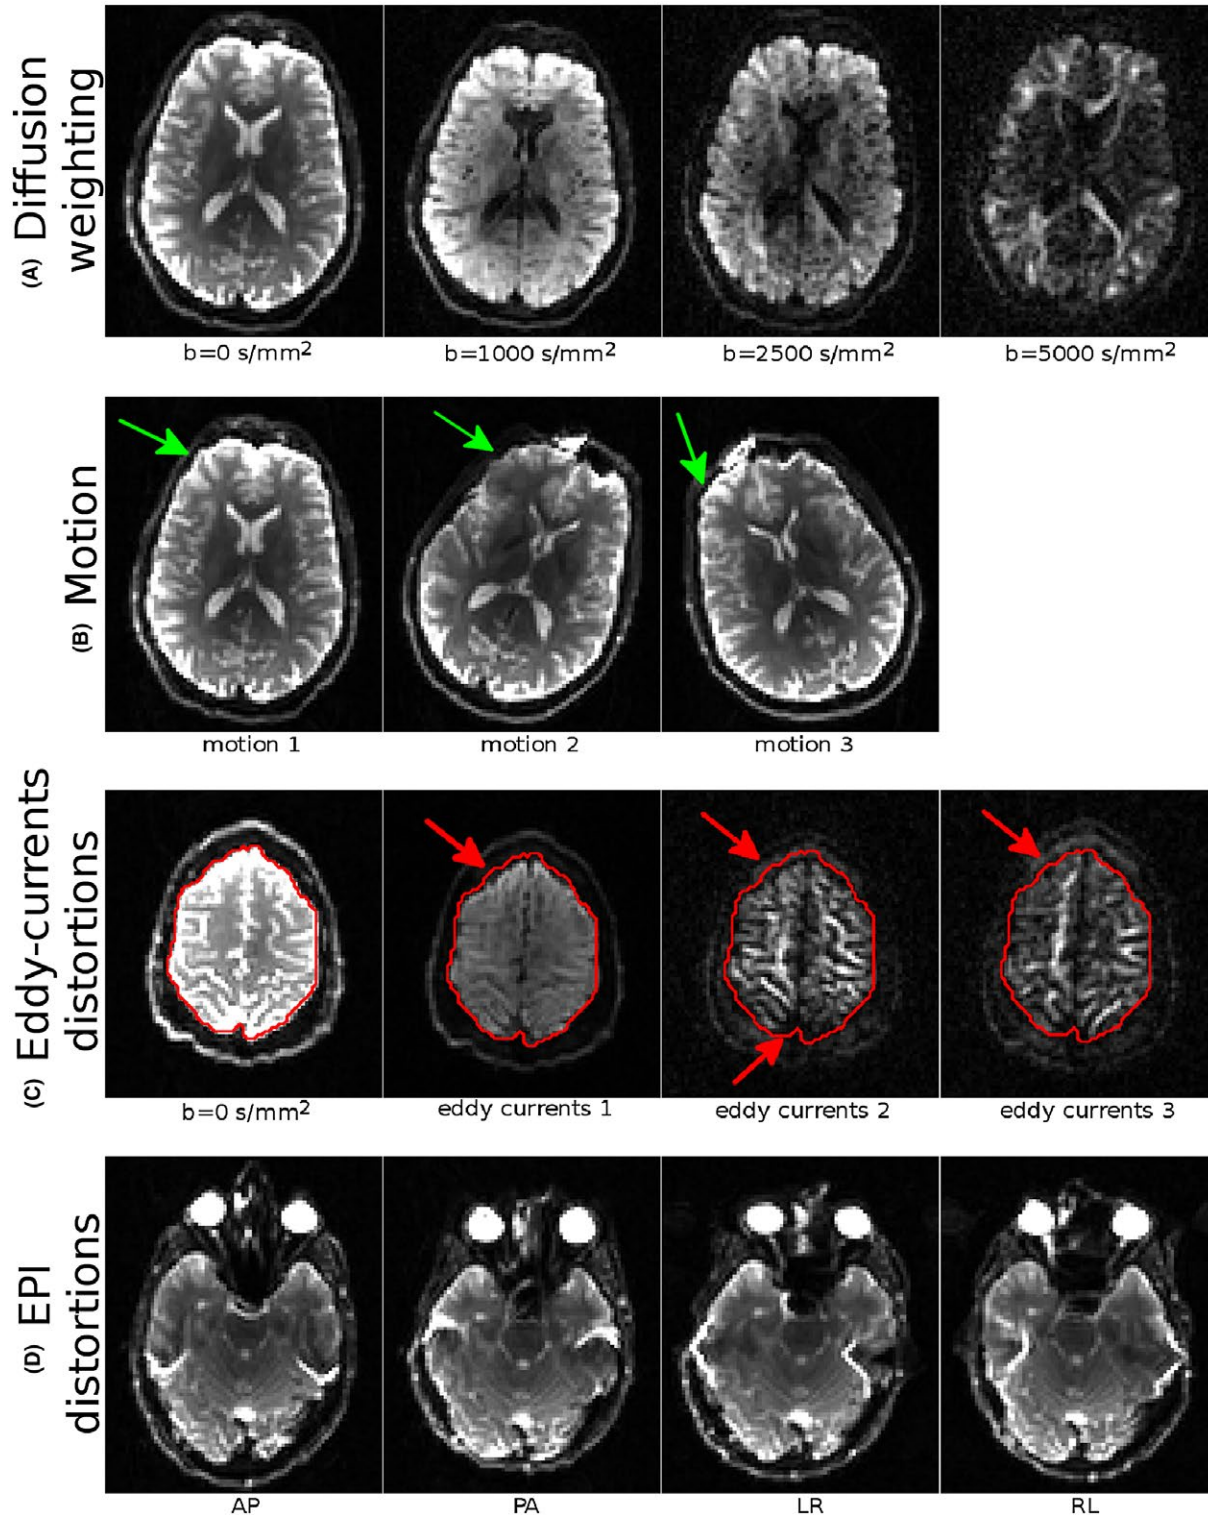 (A) Diffusion
weighting
b=0 s/mm²
b=1000 s/mm²
b=2500 s/mm²
b=5000 s/mm²
(B) Motion
motion 1
motion 2
motion 3
(C) Eddy-currents
distortions
b=0 s/mm²
eddy currents 1
eddy currents 2
eddy currents 3
(D) EPI
distortions
AP
PA
LR
RL